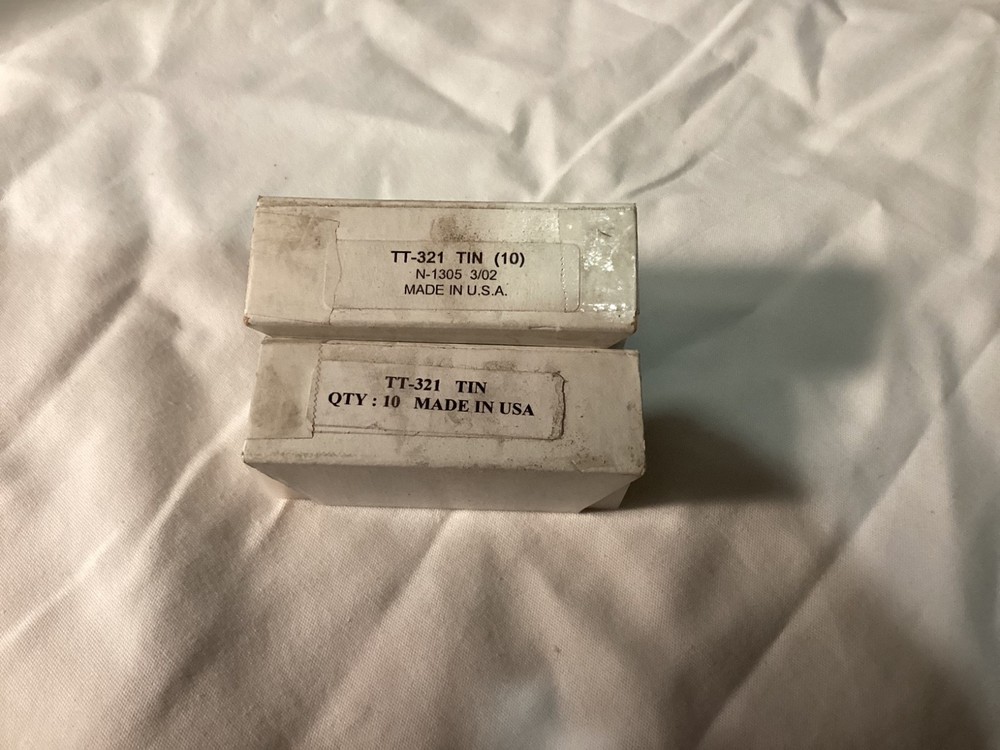 TT-321 TIN (10)
N-1305 3/02
MADE IN U.S.A.
TT-321 TIN
QTY : 10 MADE IN USA